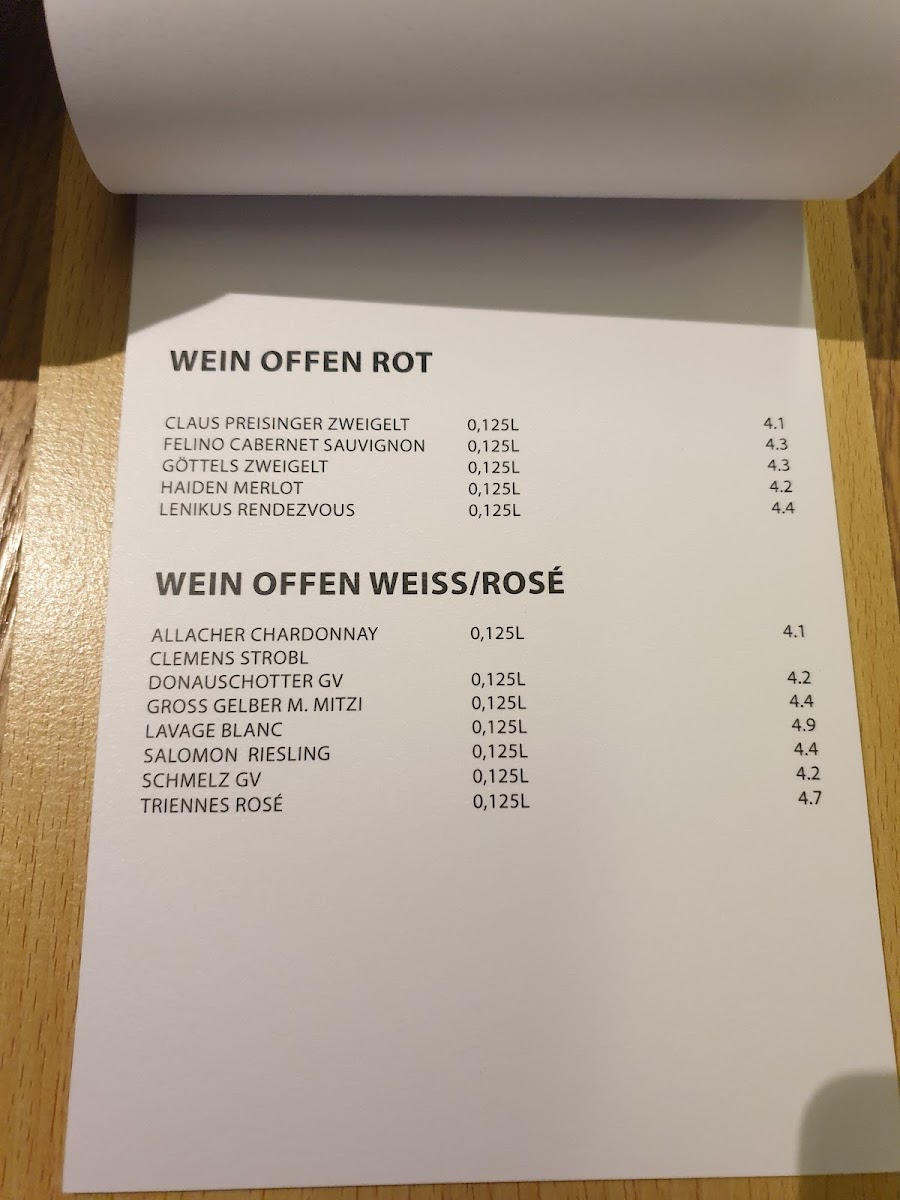 WEIN OFFEN ROT
CLAUS PREISINGER ZWEIGELT 0,125L 4.1
FELINO CABERNET SAUVIGNON 0,125L 4.3
GÖTTELS ZWEIGELT 0,125L 4.3
HAIDEN MERLOT 0,125L 4.2
LENIKUS RENDEZVOUS 0,125L 4.4
WEIN OFFEN WEISS/ROSÉ
ALLACHER CHARDONNAY 0,125L 4.1
CLEMENS STROBL
DONAUSCHOTTER GV 0,125L 4.2
GROSS GELBER M. MITZI 0,125L 4.4
LAVAGE BLANC 0,125L 4.9
SALOMON RIESLING 0,125L 4.4
SCHMELZ GV 0,125L 4.2
TRIENNES ROSÉ 0,125L 4.7